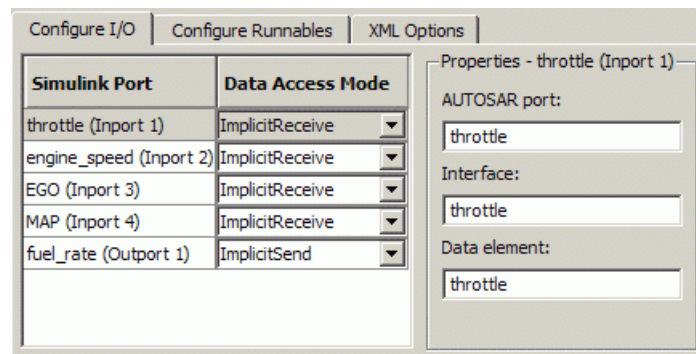 Configure I/O Configure Runnables XML Options
Simulink Port Data Access Mode
throttle (Inport 1) ImplicitReceive
engine_speed (Inport 2) ImplicitReceive
EGO (Inport 3) ImplicitReceive
MAP (Inport 4) ImplicitReceive
fuel_rate (Outport 1) ImplicitSend
Properties - throttle (Inport 1)
AUTOSAR port:
throttle
Interface:
throttle
Data element:
throttle